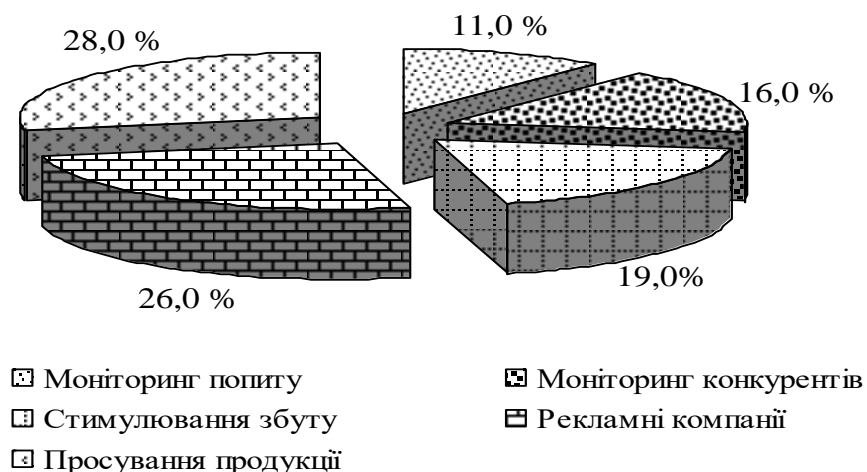 28,0 %
11,0 %
16,0 %
26,0 %
19,0%
Моніторинг попиту
Моніторинг конкурентів
Стимулювання збуту
Рекламні компанії
Просування продукції